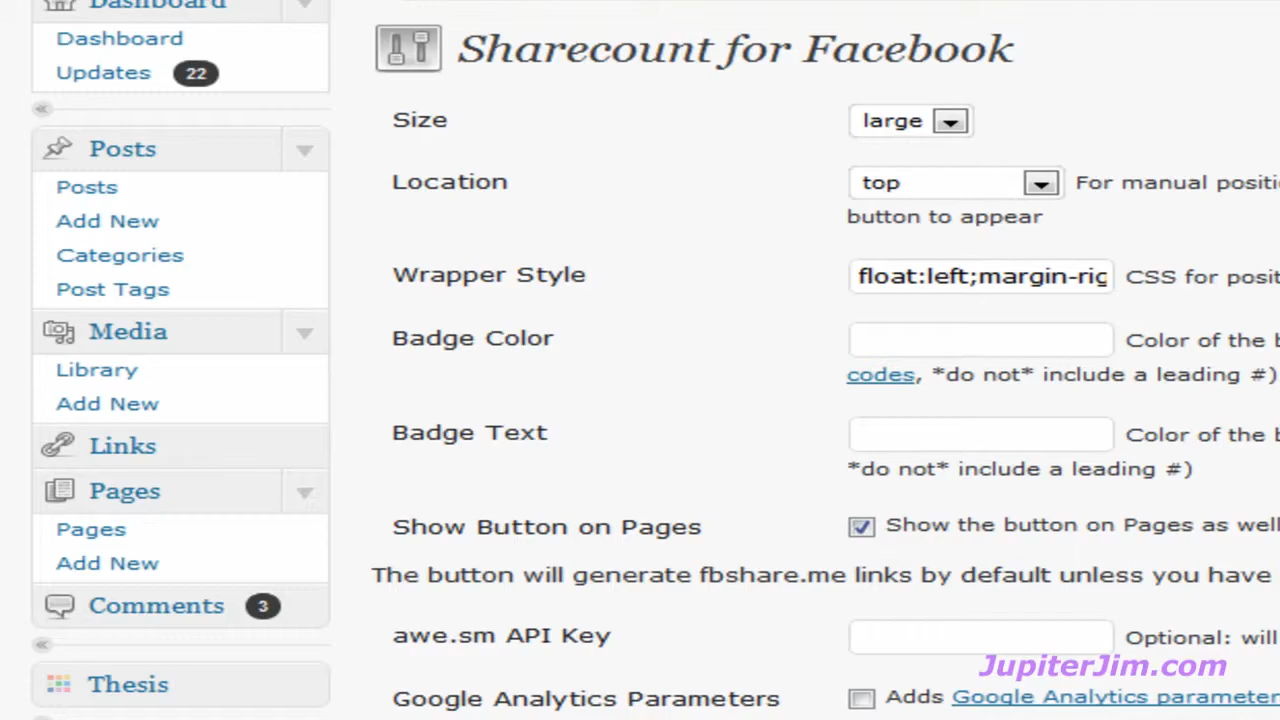 Dashboard
Dashboard
Updates 22
Posts
Posts
Add New
Categories
Post Tags
Media
Library
Add New
Links
Pages
Pages
Add New
Comments 3
Thesis
Sharecount for Facebook
Size large
Location top For manual positi
button to appear
Wrapper Style float:left;margin-rig CSS for posit
Badge Color Color of the b
codes, *do not* include a leading #)
Badge Text Color of the b
*do not* include a leading #)
Show Button on Pages Show the button on Pages as well
The button will generate fbshare.me links by default unless you have
awe.sm API Key Optional: will
JupiterJim.com
Google Analytics Parameters Adds Google Analytics parameter